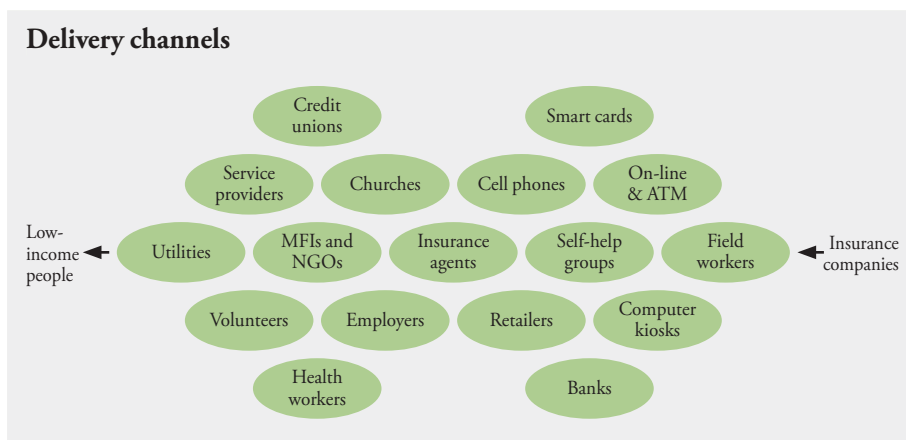 Delivery channels
Credit
unions
Smart cards
Service
providers
Churches
Cell phones
On-line
& ATM
Low-
income
people
Utilities
MFIs and
NGOs
Insurance
agents
Self-help
groups
Field
workers
Insurance
companies
Volunteers
Employers
Retailers
Computer
kiosks
Health
workers
Banks